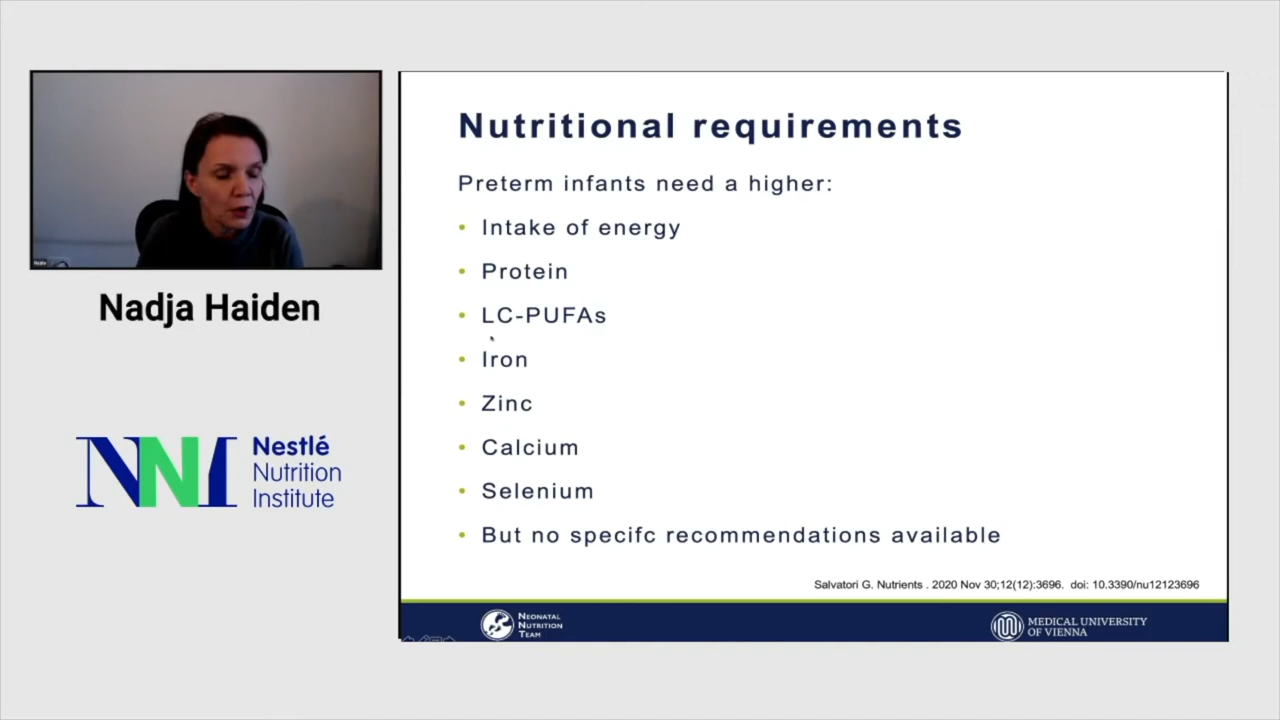 Nadja Haiden
NNI Nestlé
Nutrition
Institute
Nutritional requirements
Preterm infants need a higher:
• Intake of energy
• Protein
• LC-PUFAs
• Iron
• Zinc
• Calcium
• Selenium
• But no specifc recommendations available
Salvatori G. Nutrients . 2020 Nov 30;12(12):3696. doi: 10.3390/nu12123696
NEONATAL
NUTRITION
TEAM
MEDICAL UNIVERSITY
OF VIENNA